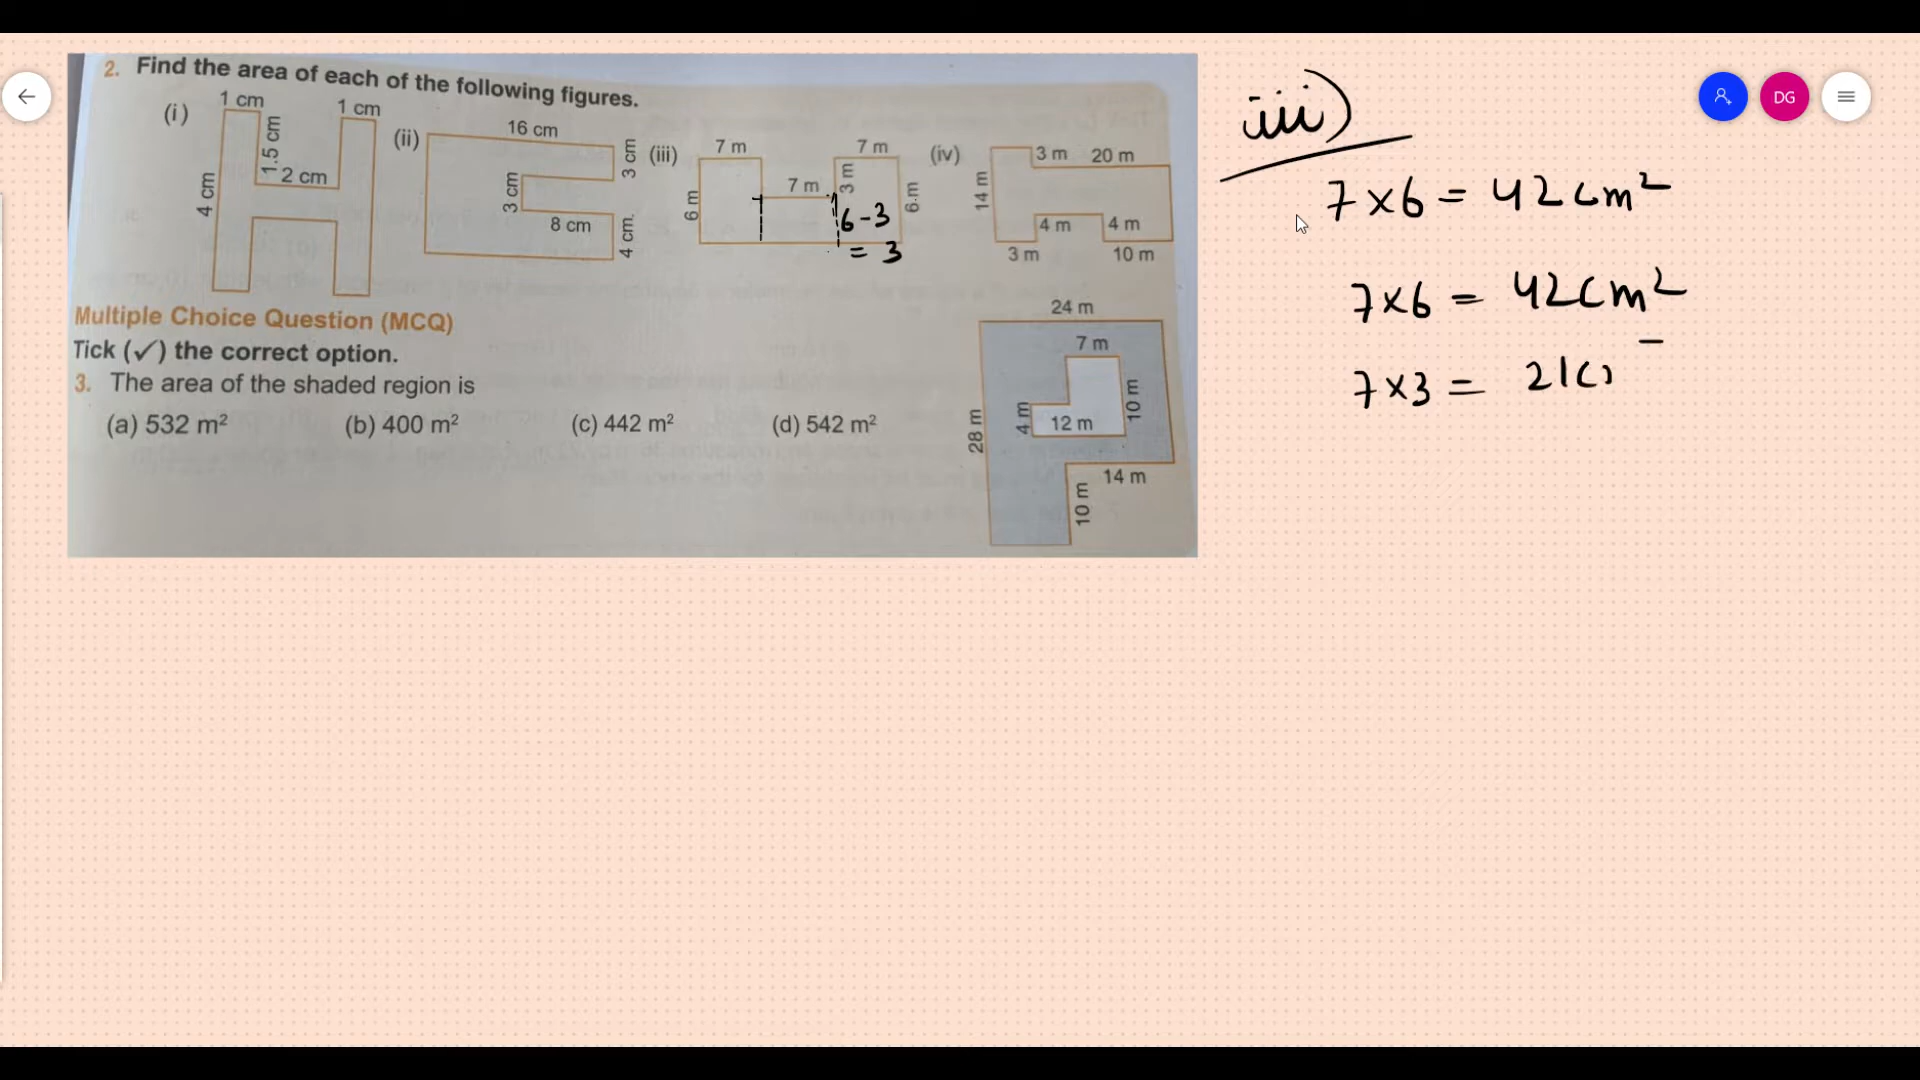 2. Find the area of each of the following figures.
(i)
1 cm
1 cm
1.5 cm
2 cm
4 cm
(ii)
16 cm
3 cm
3 cm
8 cm
4 cm
(iii)
7 m
7 m
7 m
3 m
6 m
6 m
6-3
= 3
(iv)
3 m
20 m
14 m
4 m
4 m
3 m
10 m
Multiple Choice Question (MCQ)
Tick (✓) the correct option.
3. The area of the shaded region is
(a) 532 m²
(b) 400 m²
(c) 442 m²
(d) 542 m²
24 m
7 m
10 m
4 m
12 m
28 m
14 m
10 m
iii)
7×6 = 42cm²
7×6 = 42cm²
7×3 = 21c
DG